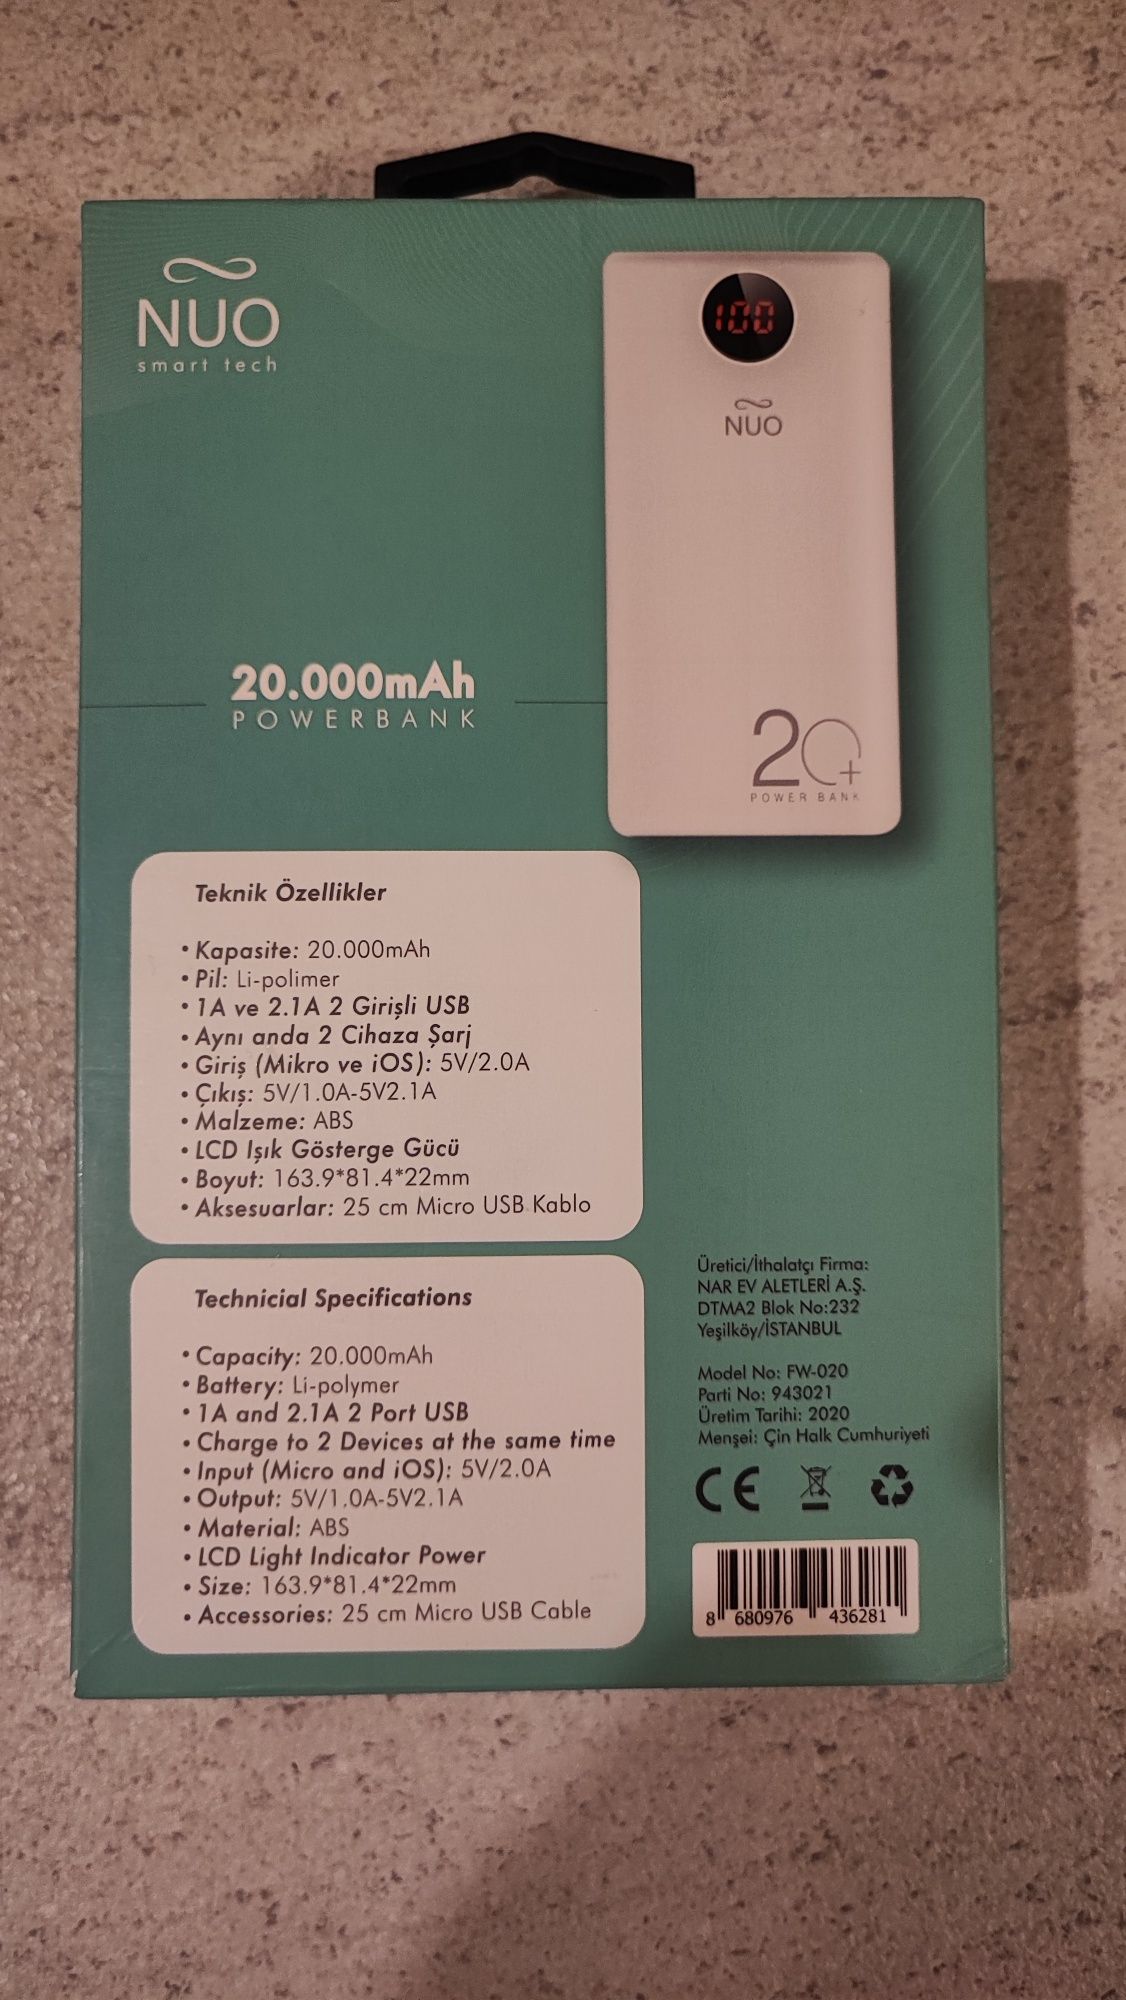 NUO
smart tech
100
NUO
20.000mAh
POWERBANK
20+
POWER BANK
Teknik Özellikler
• Kapasite: 20.000mAh
• Pil: Li-polimer
• 1A ve 2.1A 2 Girişli USB
• Aynı anda 2 Cihaza Şarj
• Giriş (Mikro ve iOS): 5V/2.0A
• Çıkış: 5V/1.0A-5V2.1A
• Malzeme: ABS
• LCD Işık Gösterge Gücü
• Boyut: 163.9*81.4*22mm
• Aksesuarlar: 25 cm Micro USB Kablo
Technicial Specifications
• Capacity: 20.000mAh
• Battery: Li-polymer
• 1A and 2.1A 2 Port USB
• Charge to 2 Devices at the same time
• Input (Micro and iOS): 5V/2.0A
• Output: 5V/1.0A-5V2.1A
• Material: ABS
• LCD Light Indicator Power
• Size: 163.9*81.4*22mm
• Accessories: 25 cm Micro USB Cable
Üretici/İthalatçı Firma:
NAR EV ALETLERİ A.Ş.
DTMA2 Blok No:232
Yeşilköy/İSTANBUL
Model No: FW-020
Parti No: 943021
Üretim Tarihi: 2020
Menşei: Çin Halk Cumhuriyeti
CE
8 680976 436281